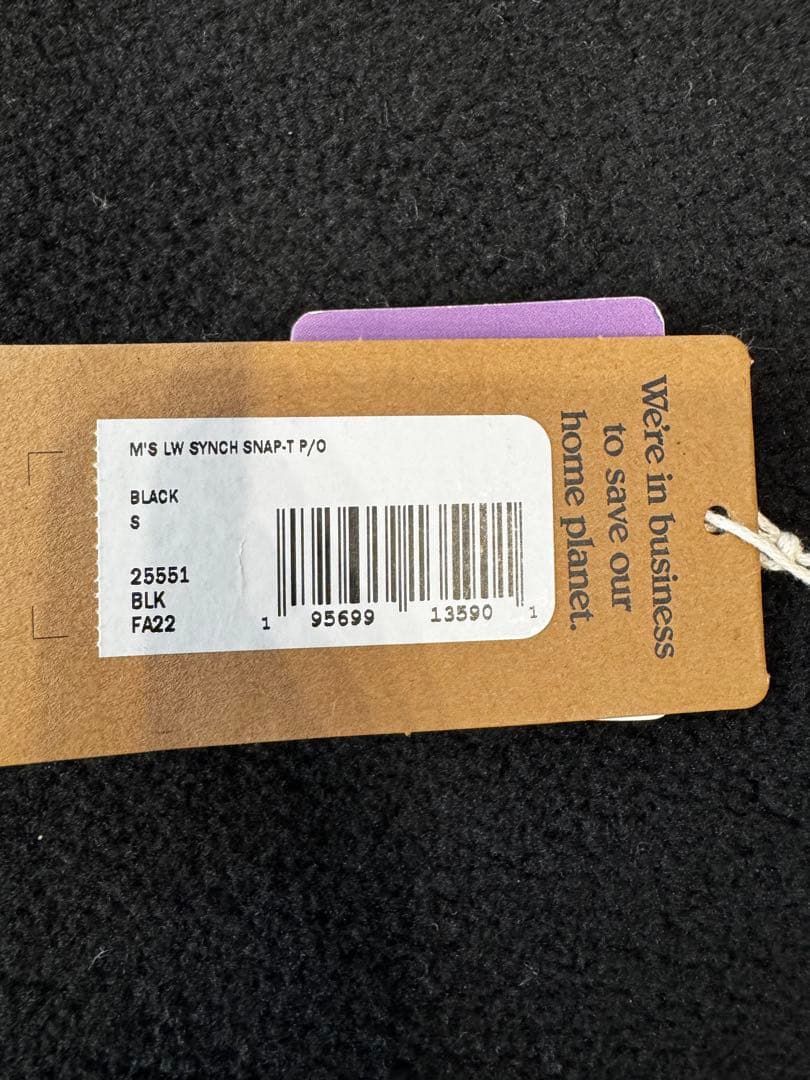 M'S LW SYNCH SNAP-T P/O
BLACK
S
25551
BLK
FA22
1 95699 13590 1
We're in business
to save our
home planet.